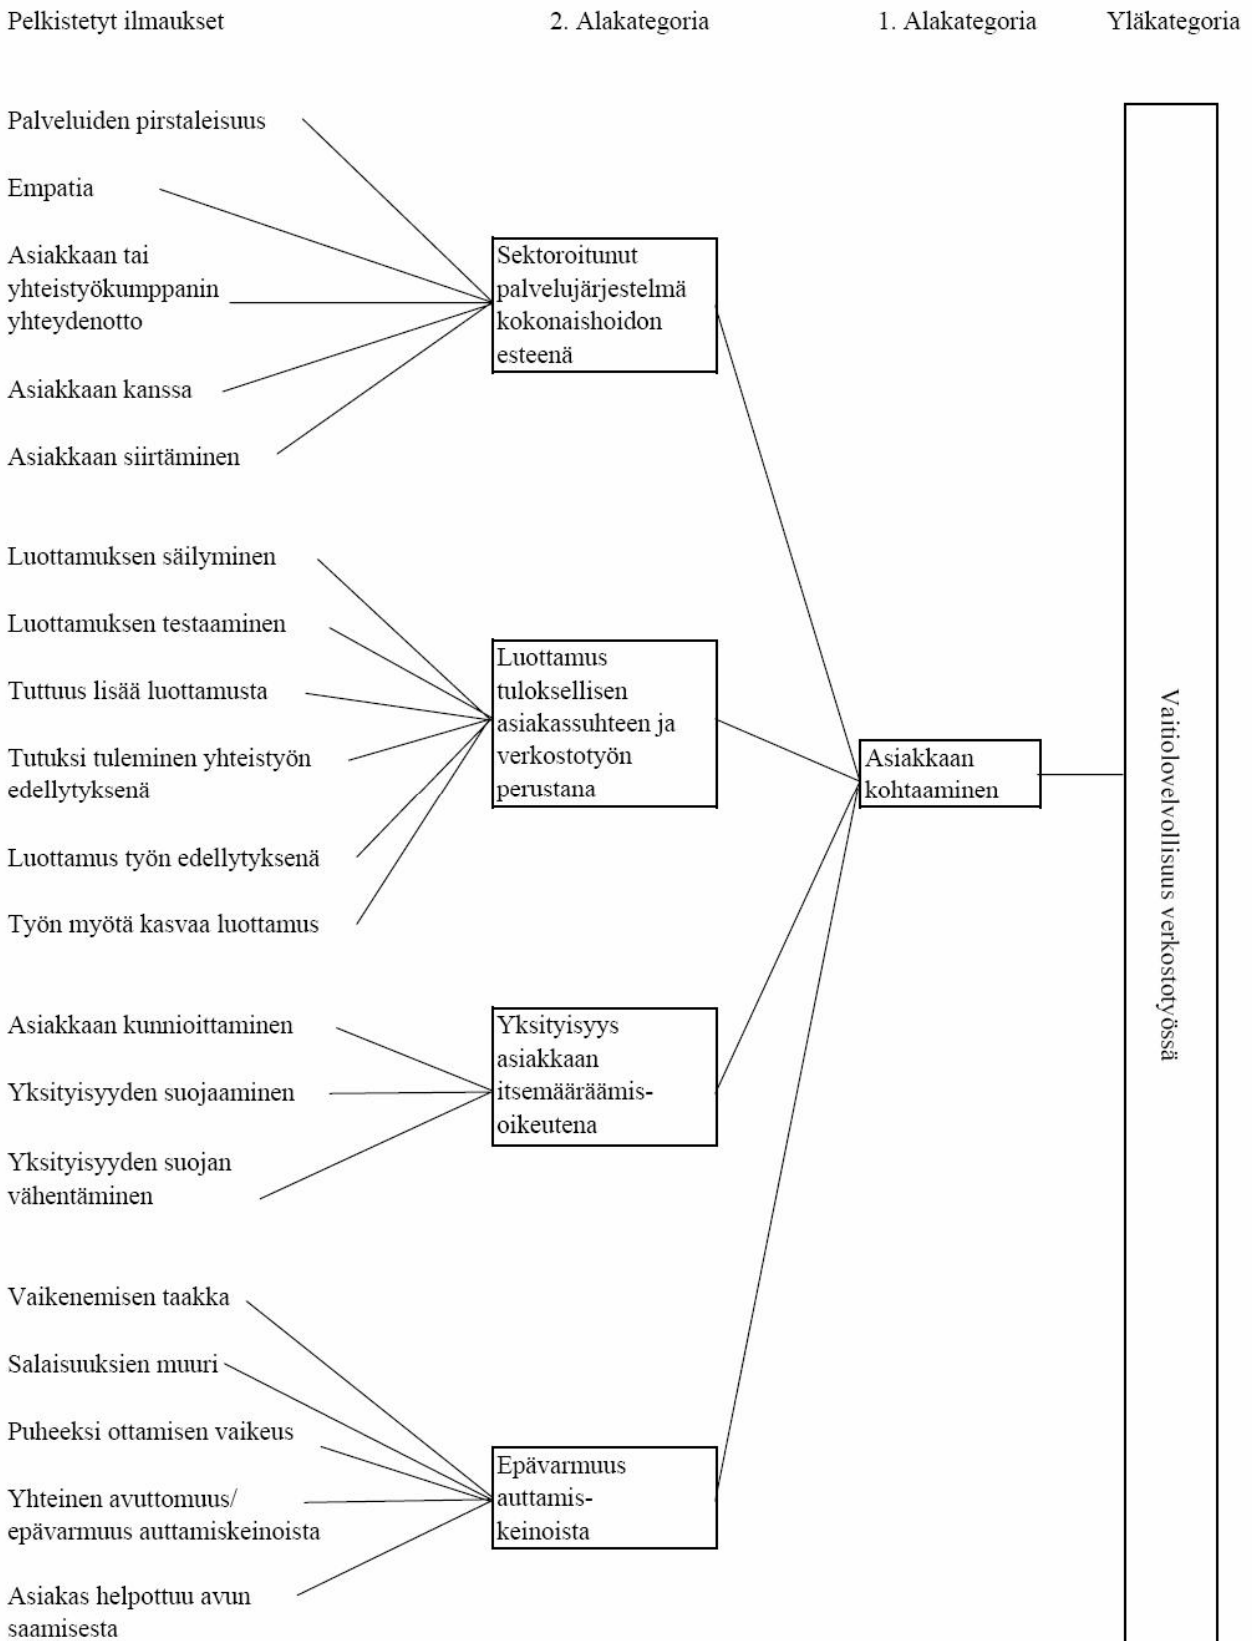 Pelkistetyt ilmaukset 2. Alakategoria 1. Alakategoria Yläkategoria
Palveluiden pirstaleisuus
Empatia
Asiakkaan tai
yhteistyökumppanin
yhteydenotto
Asiakkaan kanssa
Asiakkaan siirtäminen
Sektoroitunut
palvelujärjestelmä
kokonaishoidon
esteenä
Luottamuksen säilyminen
Luottamuksen testaaminen
Tuttuus lisää luottamusta
Tutuksi tuleminen yhteistyön
edellytyksenä
Luottamus työn edellytyksenä
Työn myötä kasvaa luottamus
Luottamus
tuloksellisen
asiakassuhteen ja
verkostotyön
perustana
Asiakkaan kunnioittaminen
Yksityisyyden suojaaminen
Yksityisyyden suojan
vähentäminen
Yksityisyys
asiakkaan
itsemääräämis-
oikeutena
Vaikenemisen taakka
Salaisuuksien muuri
Puheeksi ottamisen vaikeus
Yhteinen avuttomuus/
epävarmuus auttamiskeinoista
Asiakas helpottuu avun
saamisesta
Epävarmuus
auttamis-
keinoista
Asiakkaan
kohtaaminen
Vaitiolovelvollisuus verkostotyössä